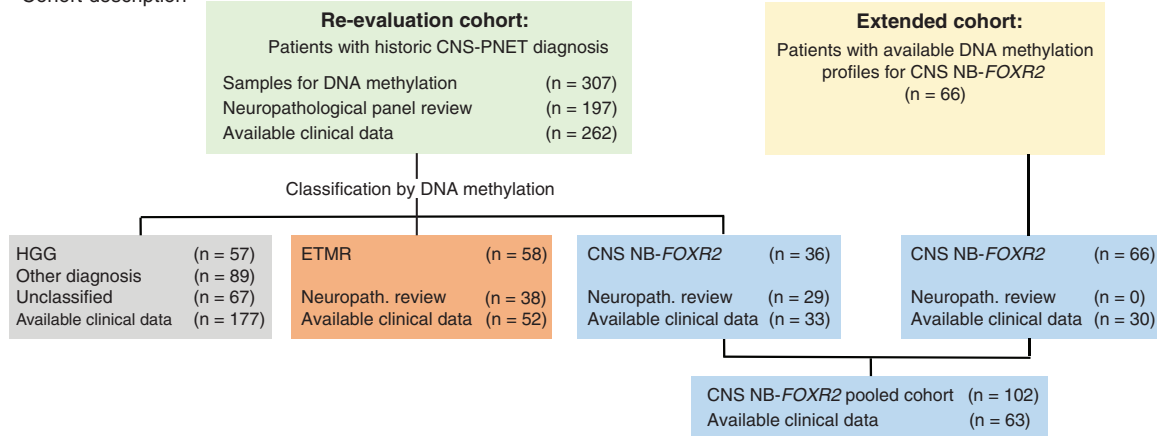 Cohort description
Re-evaluation cohort:
Patients with historic CNS-PNET diagnosis
Samples for DNA methylation (n = 307)
Neuropathological panel review (n = 197)
Available clinical data (n = 262)
Extended cohort:
Patients with available DNA methylation
profiles for CNS NB-FOXR2
(n = 66)
Classification by DNA methylation
HGG (n = 57)
Other diagnosis (n = 89)
Unclassified (n = 67)
Available clinical data (n = 177)
ETMR (n = 58)
Neuropath. review (n = 38)
Available clinical data (n = 52)
CNS NB-FOXR2 (n = 36)
Neuropath. review (n = 29)
Available clinical data (n = 33)
CNS NB-FOXR2 (n = 66)
Neuropath. review (n = 0)
Available clinical data (n = 30)
CNS NB-FOXR2 pooled cohort (n = 102)
Available clinical data (n = 63)